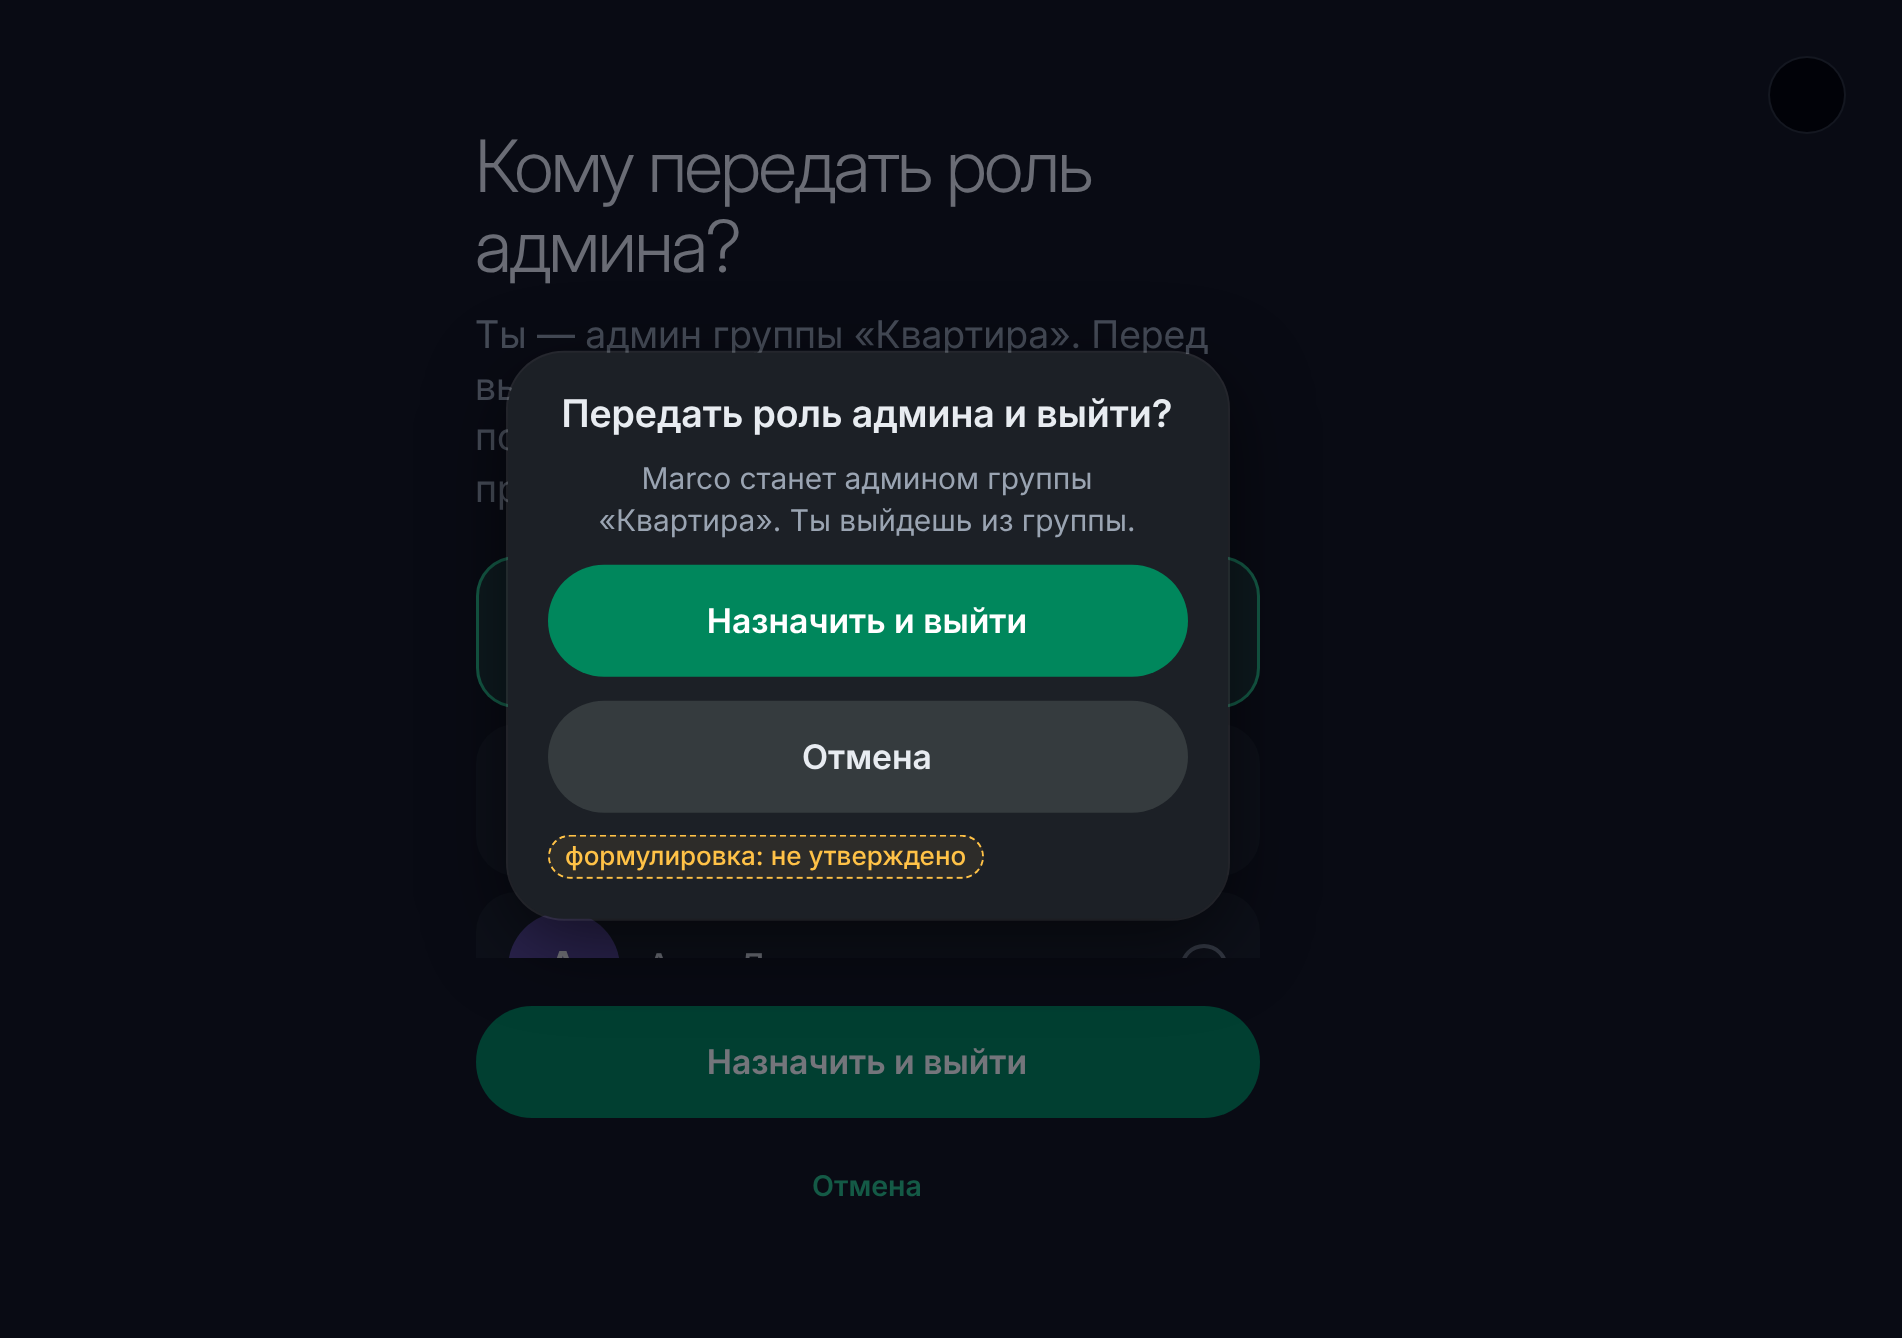 Кому передать роль
админа?
Ты — админ группы «Квартира». Перед
Передать роль админа и выйти?
Marco станет админом группы
«Квартира». Ты выйдешь из группы.
Назначить и выйти
Отмена
формулировка: не утверждено
Назначить и выйти
Отмена